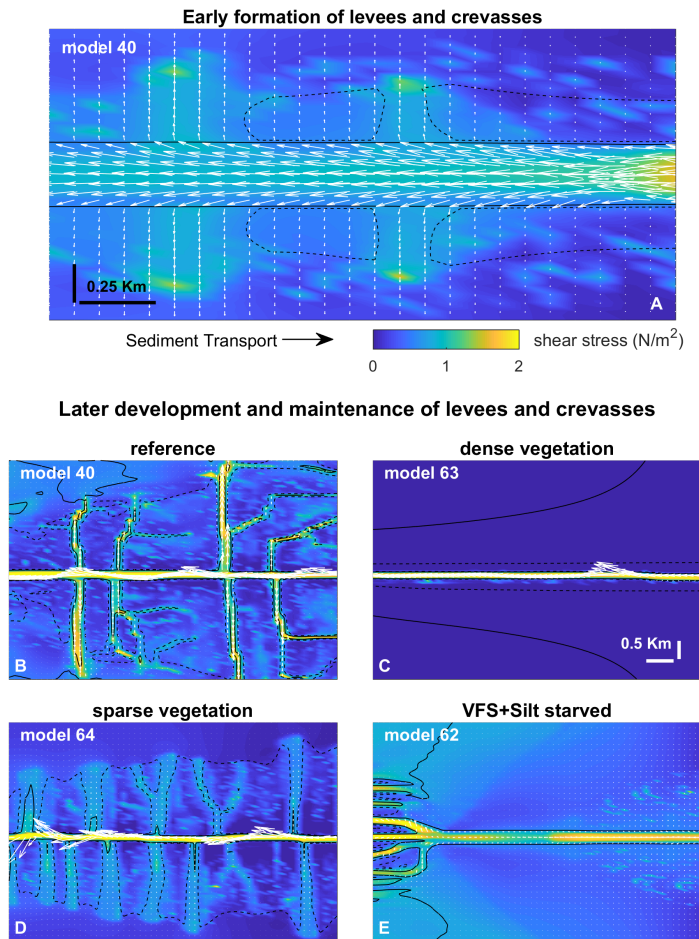 Early formation of levees and crevasses
model 40
0.25 Km
A
Sediment Transport
shear stress (N/m²)
0
2
Later development and maintenance of levees and crevasses
reference
dense vegetation
model 40
model 63
0.5 Km
B
C
sparse vegetation
VFS+Silt starved
model 64
model 62
D
E